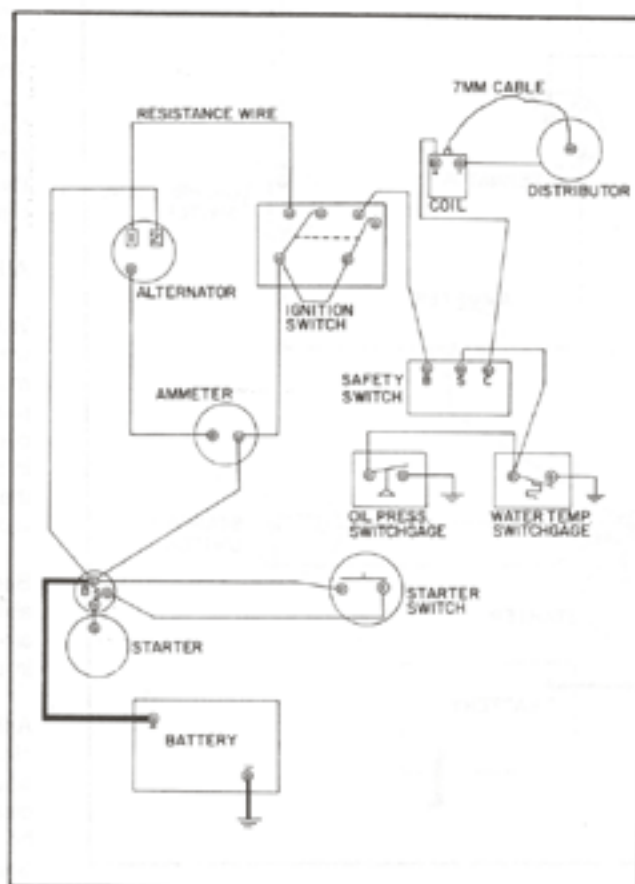 7MM CABLE
RESISTANCE WIRE
DISTRIBUTOR
COIL
ALTERNATOR
IGNITION
SWITCH
SAFETY
SWITCH
B S C
AMMETER
OIL PRESS
SWITCHGAGE
WATER TEMP
SWITCHGAGE
STARTER
SWITCH
STARTER
BATTERY